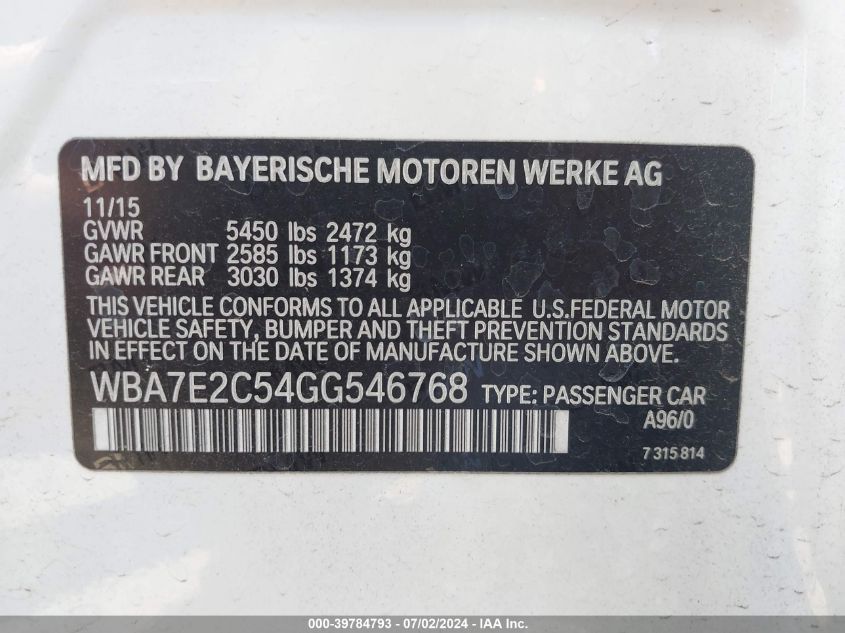 MFD BY BAYERISCHE MOTOREN WERKE AG
11/15
GVWR 5450 lbs 2472 kg
GAWR FRONT 2585 lbs 1173 kg
GAWR REAR 3030 lbs 1374 kg
THIS VEHICLE CONFORMS TO ALL APPLICABLE U.S.FEDERAL MOTOR
VEHICLE SAFETY, BUMPER AND THEFT PREVENTION STANDARDS
IN EFFECT ON THE DATE OF MANUFACTURE SHOWN ABOVE.
WBA7E2C54GG546768 TYPE: PASSENGER CAR
A96/0
7 315 814
000-39784793 - 07/02/2024 - IAA Inc.